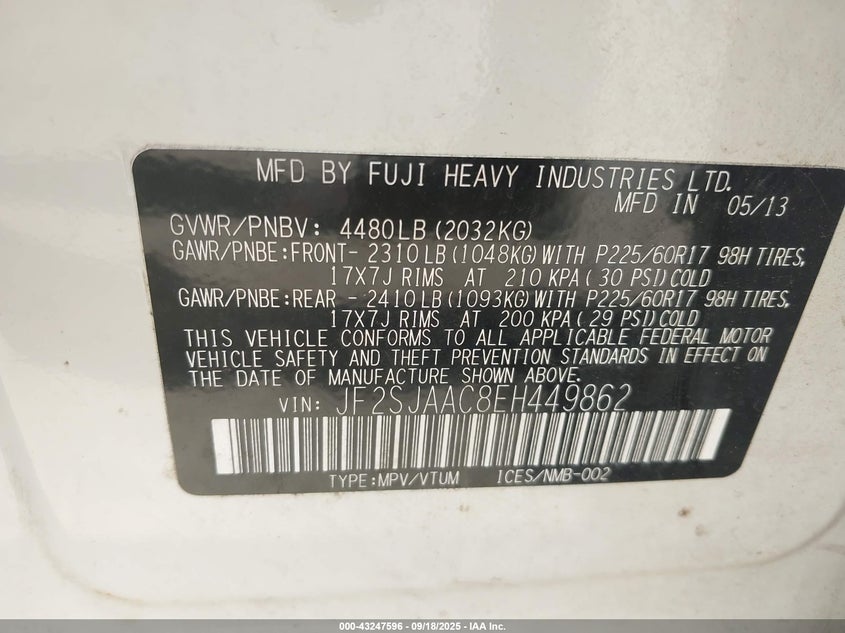 MFD BY FUJI HEAVY INDUSTRIES LTD.
MFD IN 05/13
GVWR/PNBV: 4480LB(2032KG)
GAWR/PNBE:FRONT- 2310LB(1048KG)WITH P225/60R17 98H TIRES,
17X7J RIMS AT 210 KPA( 30 PSI)COLD
GAWR/PNBE:REAR - 2410LB(1093KG)WITH P225/60R17 98H TIRES,
17X7J RIMS AT 200 KPA( 29 PSI)COLD
THIS VEHICLE CONFORMS TO ALL APPLICABLE FEDERAL MOTOR
VEHICLE SAFETY AND THEFT PREVENTION STANDARDS IN EFFECT ON
THE DATE OF MANUFACTURE SHOWN ABOVE.
VIN: JF2SJAAC8EH449862
TYPE:MPV/VTUM ICES/NMB-002
000-43247596 - 09/18/2025 - IAA Inc.